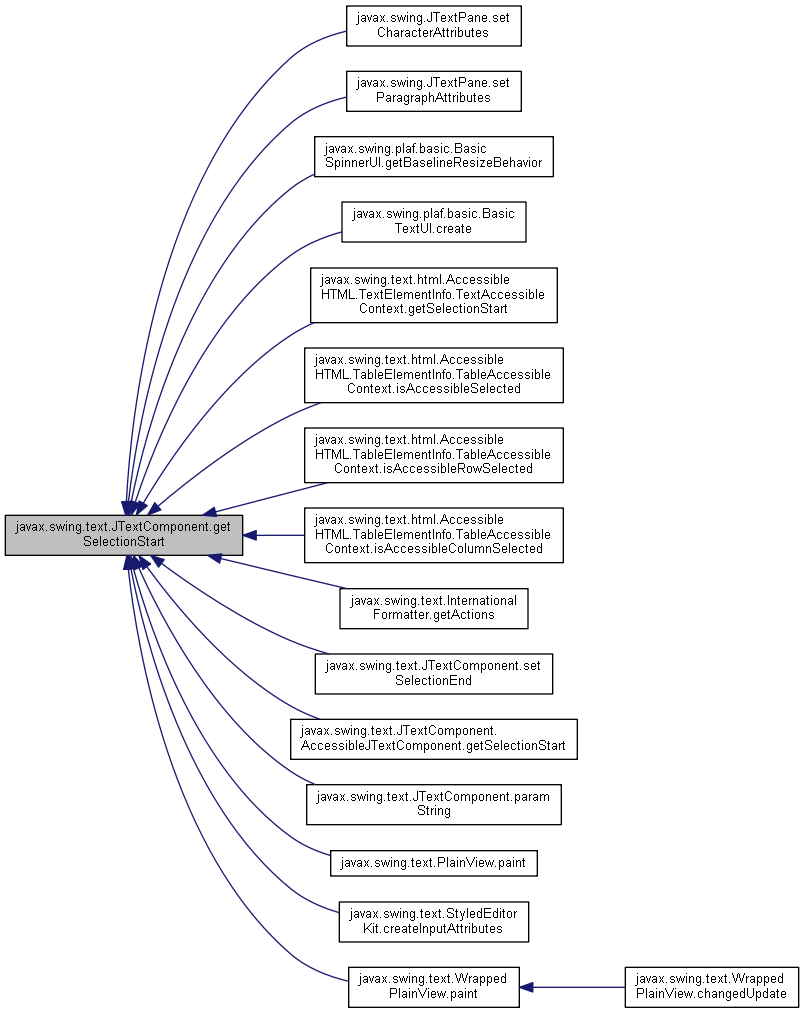 javax.swing.JTextPane.set
CharacterAttributes
javax.swing.JTextPane.set
ParagraphAttributes
javax.swing.plaf.basic.Basic
SpinnerUI.getBaselineResizeBehavior
javax.swing.plaf.basic.Basic
TextUI.create
javax.swing.text.html.Accessible
HTML.TextElementInfo.TextAccessible
Context.getSelectionStart
javax.swing.text.html.Accessible
HTML.TableElementInfo.TableAccessible
Context.isAccessibleSelected
javax.swing.text.html.Accessible
HTML.TableElementInfo.TableAccessible
Context.isAccessibleRowSelected
javax.swing.text.JTextComponent.get
SelectionStart
javax.swing.text.html.Accessible
HTML.TableElementInfo.TableAccessible
Context.isAccessibleColumnSelected
javax.swing.text.International
Formatter.getActions
javax.swing.text.JTextComponent.set
SelectionEnd
javax.swing.text.JTextComponent.
AccessibleJTextComponent.getSelectionStart
javax.swing.text.JTextComponent.param
String
javax.swing.text.PlainView.paint
javax.swing.text.StyledEditor
Kit.createInputAttributes
javax.swing.text.Wrapped
PlainView.paint
javax.swing.text.Wrapped
PlainView.changedUpdate